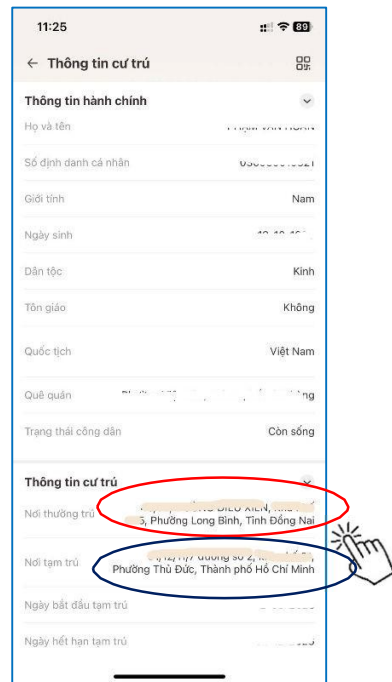 11:25
89
← Thông tin cư trú
Thông tin hành chính
Họ và tên
Số định danh cá nhân
Giới tính Nam
Ngày sinh
Dân tộc Kinh
Tôn giáo Không
Quốc tịch Việt Nam
Quê quán
Trạng thái công dân Còn sống
Thông tin cư trú
Nơi thường trú
Phường Long Bình, Tỉnh Đồng Nai
Nơi tạm trú
Phường Thủ Đức, Thành phố Hồ Chí Minh
Ngày bắt đầu tạm trú
Ngày hết hạn tạm trú